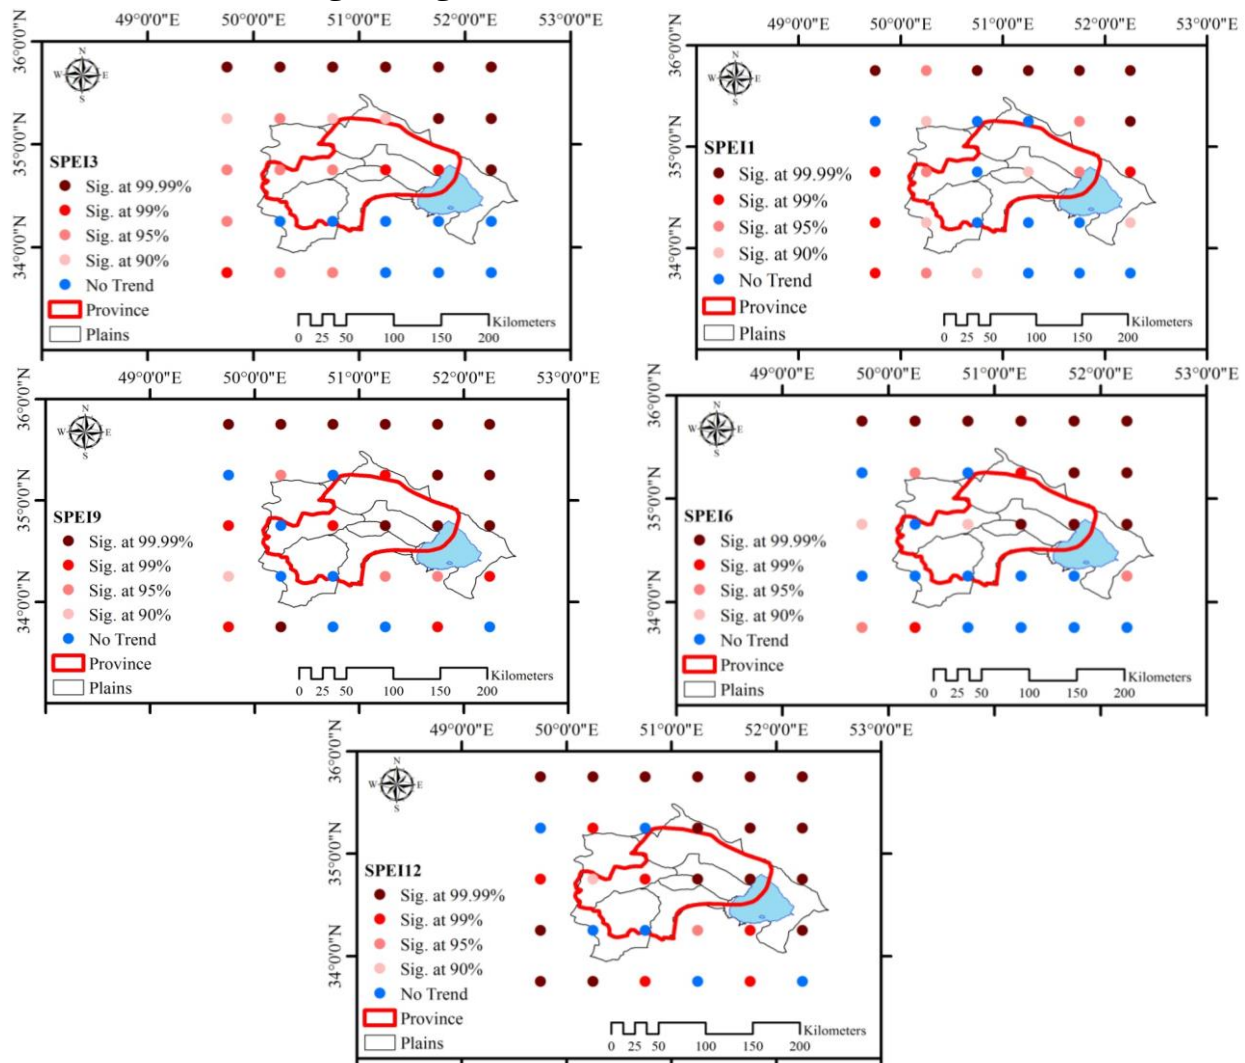 49°0'0"E 50°0'0"E 51°0'0"E 52°0'0"E 53°0'0"E
36°0'0"N
35°0'0"N
34°0'0"N
N
W E
S
SPEI3
Sig. at 99.99%
Sig. at 99%
Sig. at 95%
Sig. at 90%
No Trend
Province
Plains
Kilometers
0 25 50 100 150 200
49°0'0"E 50°0'0"E 51°0'0"E 52°0'0"E 53°0'0"E
36°0'0"N
35°0'0"N
34°0'0"N
N
W E
S
SPEI1
Sig. at 99.99%
Sig. at 99%
Sig. at 95%
Sig. at 90%
No Trend
Province
Plains
Kilometers
0 25 50 100 150 200
49°0'0"E 50°0'0"E 51°0'0"E 52°0'0"E 53°0'0"E
36°0'0"N
35°0'0"N
34°0'0"N
N
W E
S
SPEI9
Sig. at 99.99%
Sig. at 99%
Sig. at 95%
Sig. at 90%
No Trend
Province
Plains
Kilometers
0 25 50 100 150 200
49°0'0"E 50°0'0"E 51°0'0"E 52°0'0"E 53°0'0"E
36°0'0"N
35°0'0"N
34°0'0"N
N
W E
S
SPEI6
Sig. at 99.99%
Sig. at 99%
Sig. at 95%
Sig. at 90%
No Trend
Province
Plains
Kilometers
0 25 50 100 150 200
49°0'0"E 50°0'0"E 51°0'0"E 52°0'0"E 53°0'0"E
36°0'0"N
35°0'0"N
34°0'0"N
N
W E
S
SPEI12
Sig. at 99.99%
Sig. at 99%
Sig. at 95%
Sig. at 90%
No Trend
Province
Plains
Kilometers
0 25 50 100 150 200